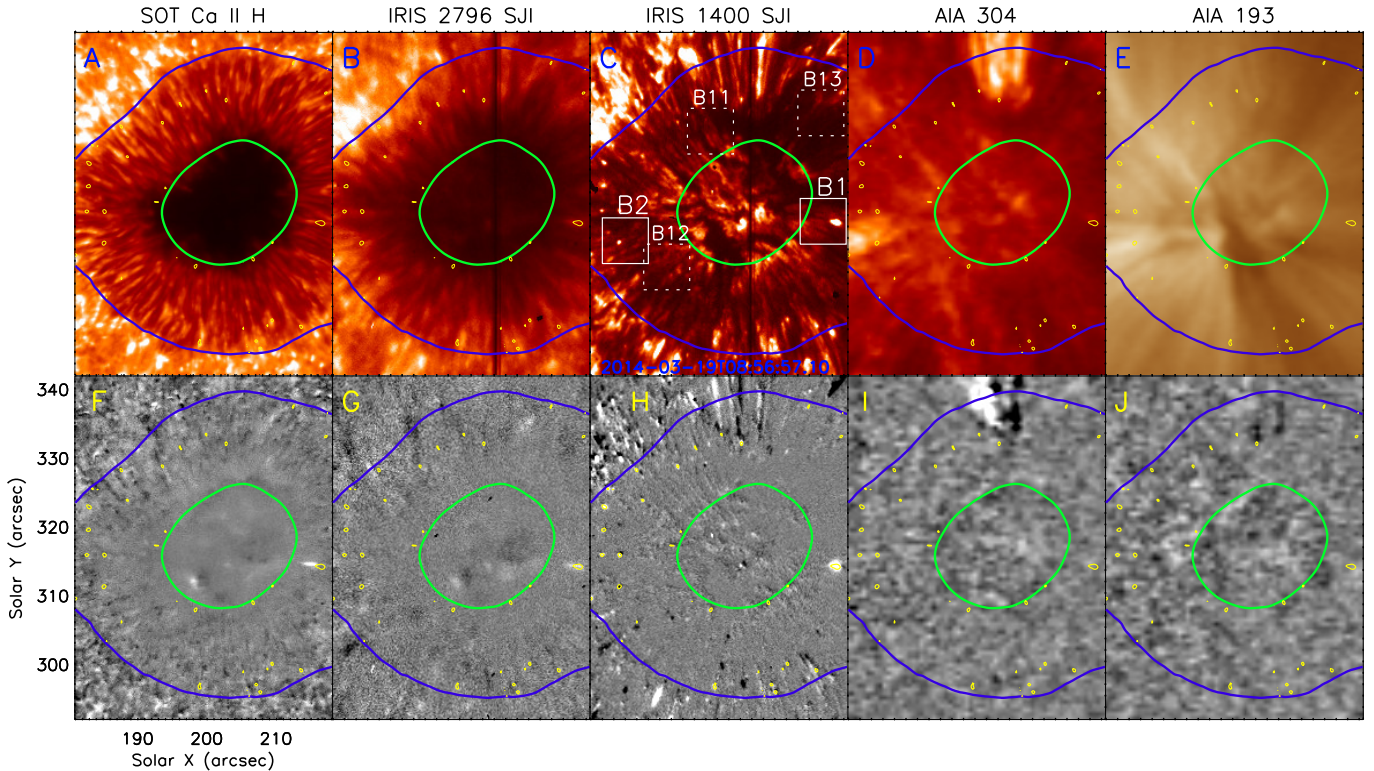 SOT Ca II H
IRIS 2796 SJI
IRIS 1400 SJI
AIA 304
AIA 193
A
B
C
D
E
B13
B11
B1
B2
B12
2014-03-19T08:56:57.10
F
G
H
I
J
340
330
320
310
300
Solar Y (arcsec)
190 200 210
Solar X (arcsec)